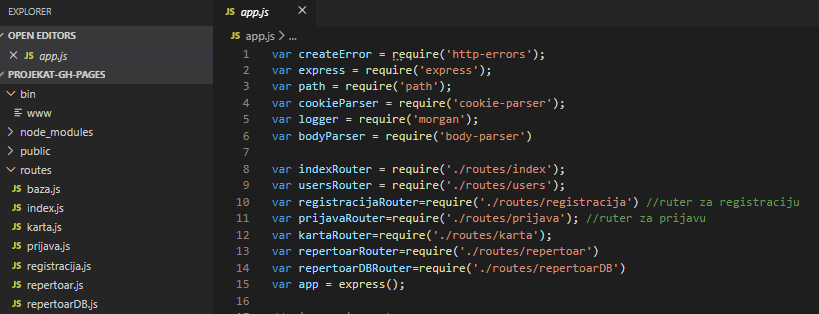 EXPLORER
OPEN EDITORS
JS app.js
PROJEKAT-GH-PAGES
bin
www
node_modules
public
routes
JS baza.js
JS index.js
JS karta.js
JS prijava.js
JS registracija.js
JS repertoar.js
JS repertoarDB.js
JS app.js
JS app.js > ...
1 var createError = require('http-errors');
2 var express = require('express');
3 var path = require('path');
4 var cookieParser = require('cookie-parser');
5 var logger = require('morgan');
6 var bodyParser = require('body-parser')
7
8 var indexRouter = require('./routes/index');
9 var usersRouter = require('./routes/users');
10 var registracijaRouter=require('./routes/registracija') //ruter za registraciju
11 var prijavaRouter=require('./routes/prijava'); //ruter za prijavu
12 var kartaRouter=require('./routes/karta');
13 var repertoarRouter=require('./routes/repertoar')
14 var repertoarDBRouter=require('./routes/repertoarDB')
15 var app = express();
16